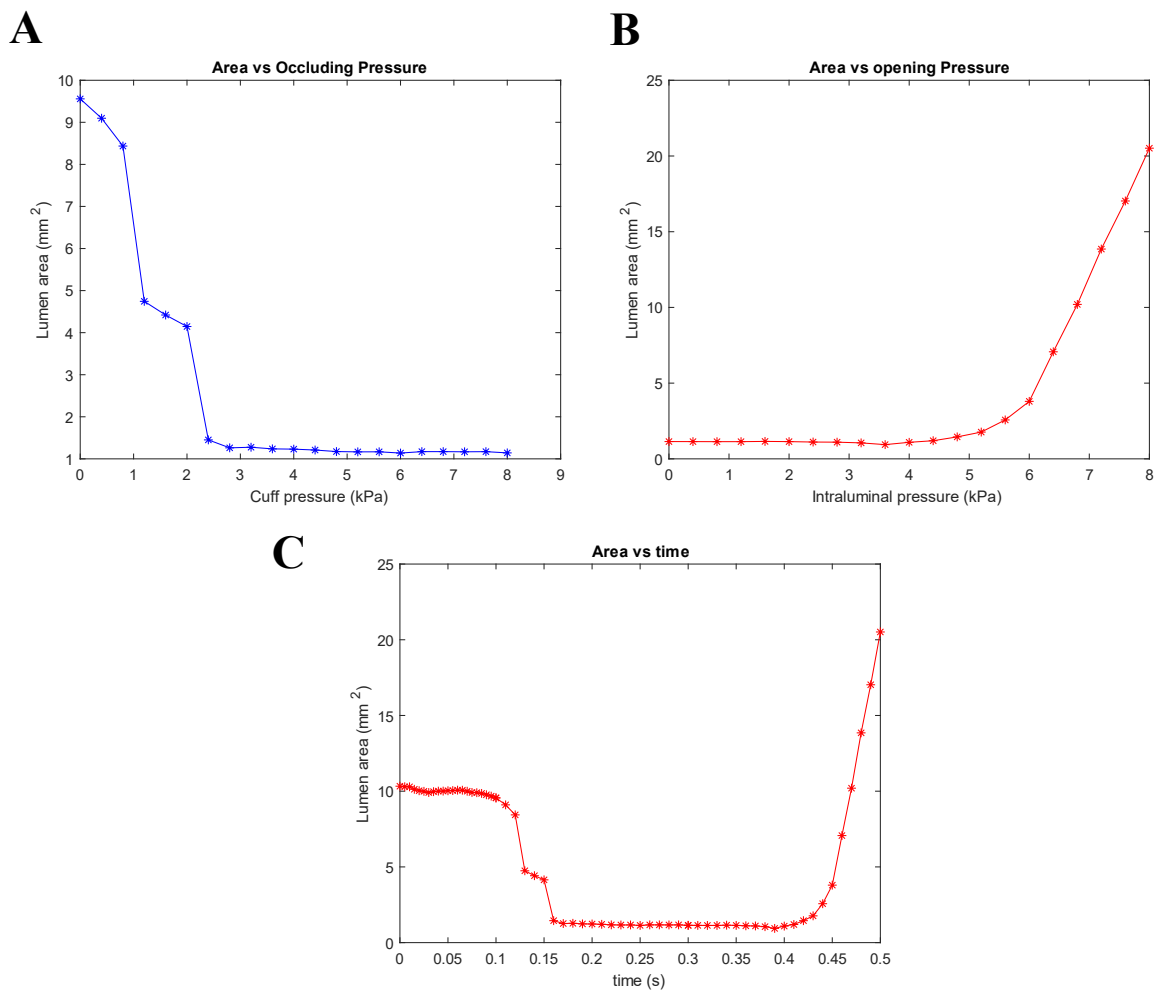 A
Area vs Occluding Pressure
10
9
8
7
6
5
4
3
2
1
Lumen area (mm 2)
0 1 2 3 4 5 6 7 8 9
Cuff pressure (kPa)
B
Area vs opening Pressure
25
20
15
10
5
0
Lumen area (mm 2)
0 1 2 3 4 5 6 7 8
Intraluminal pressure (kPa)
C
Area vs time
25
20
15
10
5
0
Lumen area (mm 2)
0 0.05 0.1 0.15 0.2 0.25 0.3 0.35 0.4 0.45 0.5
time (s)